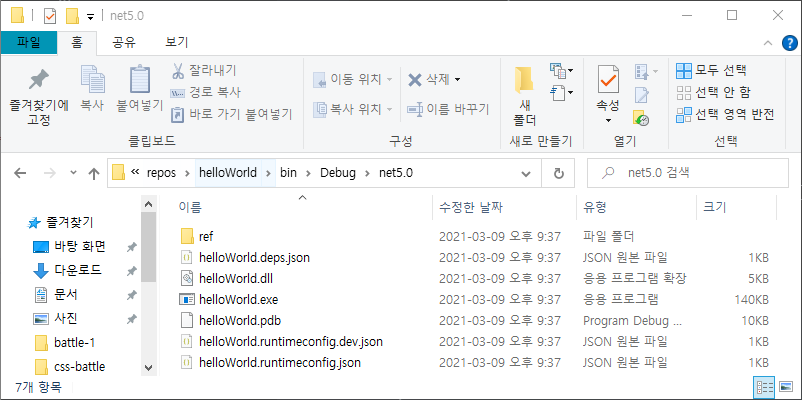 net5.0
파일 홈 공유 보기
즐겨찾기에 고정
복사
붙여넣기
잘라내기
경로 복사
바로 가기 붙여넣기
클립보드
이동 위치
복사 위치
삭제
이름 바꾸기
구성
새 폴더
새로 만들기
속성
열기
모두 선택
선택 안 함
선택 영역 반전
선택
« repos › helloWorld › bin › Debug › net5.0
net5.0 검색
즐겨찾기
바탕 화면
다운로드
문서
사진
battle-1
css-battle
이름 수정한 날짜 유형 크기
ref 2021-03-09 오후 9:37 파일 폴더
helloWorld.deps.json 2021-03-09 오후 9:37 JSON 원본 파일 1KB
helloWorld.dll 2021-03-09 오후 9:37 응용 프로그램 확장 5KB
helloWorld.exe 2021-03-09 오후 9:37 응용 프로그램 140KB
helloWorld.pdb 2021-03-09 오후 9:37 Program Debug ... 10KB
helloWorld.runtimeconfig.dev.json 2021-03-09 오후 9:37 JSON 원본 파일 1KB
helloWorld.runtimeconfig.json 2021-03-09 오후 9:37 JSON 원본 파일 1KB
7개 항목